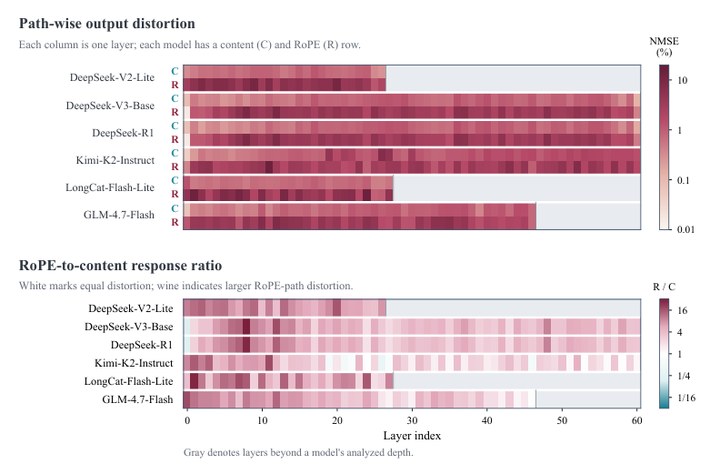 Path-wise output distortion
Each column is one layer; each model has a content (C) and RoPE (R) row.
NMSE
(%)
DeepSeek-V2-Lite
C
R
DeepSeek-V3-Base
C
R
DeepSeek-R1
C
R
Kimi-K2-Instruct
C
R
LongCat-Flash-Lite
C
R
GLM-4.7-Flash
C
R
10
1
0.1
0.01
RoPE-to-content response ratio
White marks equal distortion; wine indicates larger RoPE-path distortion.
R / C
DeepSeek-V2-Lite
DeepSeek-V3-Base
DeepSeek-R1
Kimi-K2-Instruct
LongCat-Flash-Lite
GLM-4.7-Flash
16
4
1
1/4
1/16
0 10 20 30 40 50 60
Layer index
Gray denotes layers beyond a model's analyzed depth.